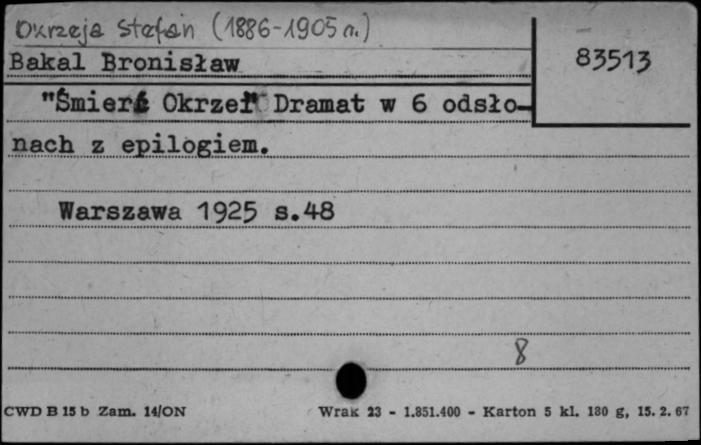 Okrzeja Stefan (1886-1905 r.)
83513
Bakal Bronisław
"Śmierć Okrzei" Dramat w 6 odsło-
nach z epilogiem.
Warszawa 1925 s.48
8
CWD B 15 b Zam. 14/ON
Wrak 23 - 1.851.400 - Karton 5 kl. 180 g, 15. 2. 67